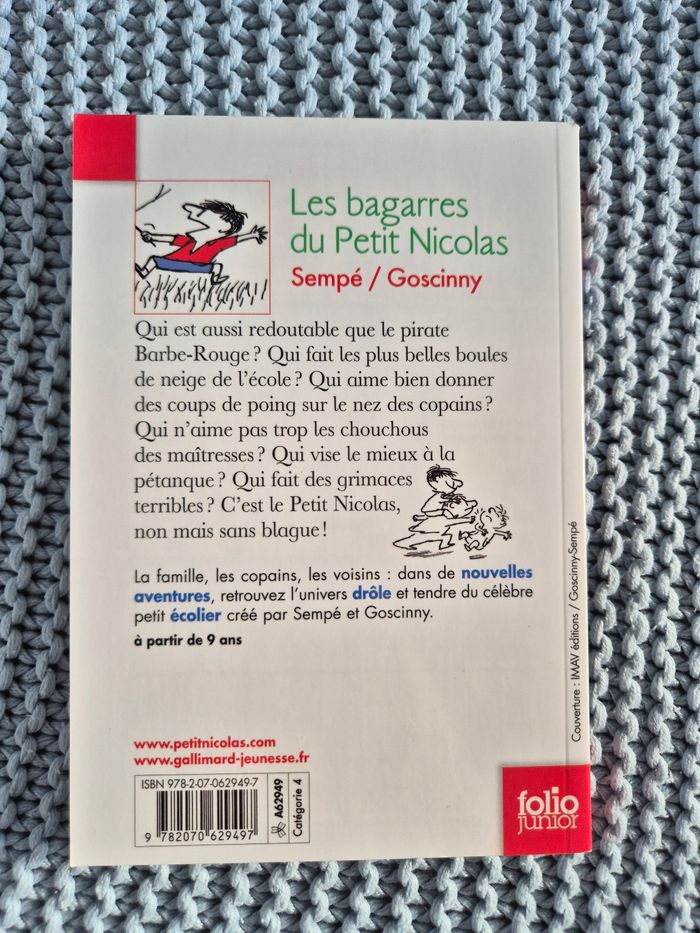 Les bagarres
du Petit Nicolas
Sempé / Goscinny
Qui est aussi redoutable que le pirate
Barbe-Rouge ? Qui fait les plus belles boules
de neige de l'école ? Qui aime bien donner
des coups de poing sur le nez des copains ?
Qui n'aime pas trop les chouchous
des maîtresses ? Qui vise le mieux à la
pétanque ? Qui fait des grimaces
terribles ? C'est le Petit Nicolas,
non mais sans blague !
La famille, les copains, les voisins : dans de nouvelles
aventures, retrouvez l'univers drôle et tendre du célèbre
petit écolier créé par Sempé et Goscinny.
à partir de 9 ans
www.petitnicolas.com
www.gallimard-jeunesse.fr
ISBN 978-2-07-062949-7
9 782070 629497
A62949
Catégorie 4
Couverture : IMAV éditions / Goscinny-Sempé
folio
junior